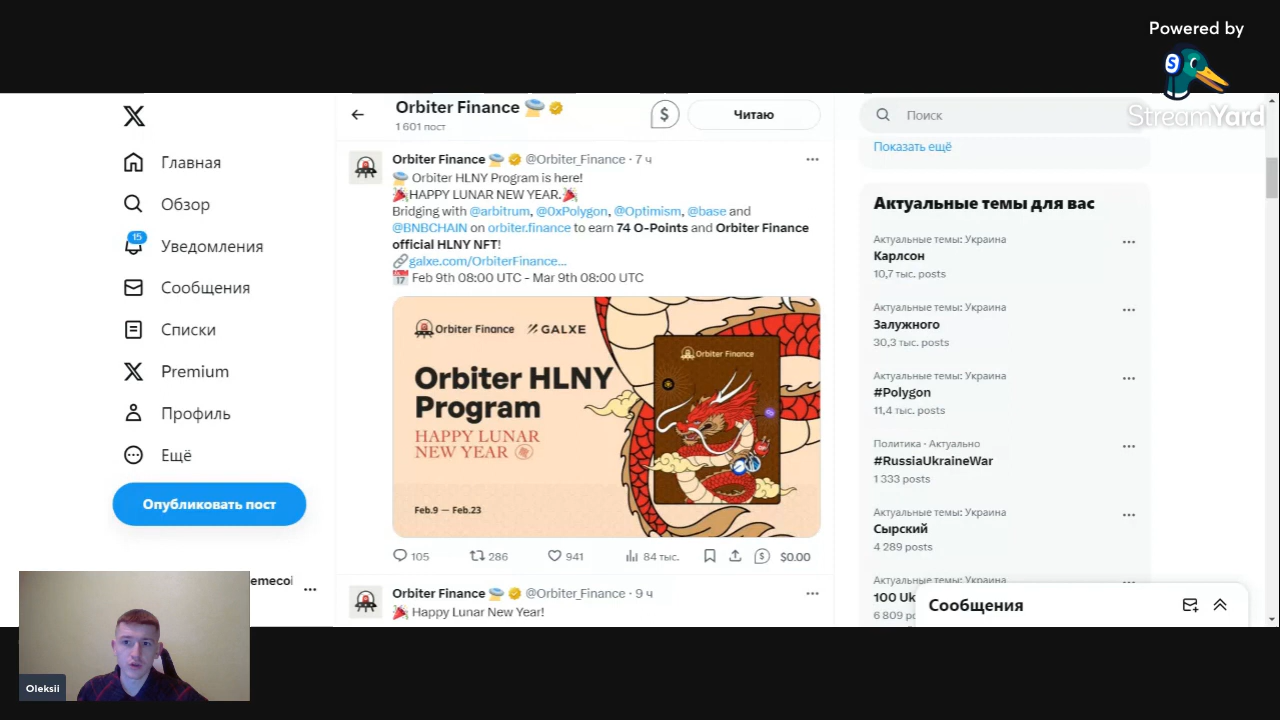 Powered by
StreamYard
Главная
Обзор
15
Уведомления
Сообщения
Списки
Premium
Профиль
Ещё
Опубликовать пост
Oleksii
Orbiter Finance
1 601 пост
$
Читаю
Orbiter Finance @Orbiter_Finance · 7 ч
Orbiter HLNY Program is here!
HAPPY LUNAR NEW YEAR.
Bridging with @arbitrum, @0xPolygon, @Optimism, @base and
@BNBCHAIN on orbiter.finance to earn 74 O-Points and Orbiter Finance
official HLNY NFT!
galxe.com/OrbiterFinance...
Feb 9th 08:00 UTC - Mar 9th 08:00 UTC
Orbiter Finance GALXE
Orbiter HLNY
Program
HAPPY LUNAR
NEW YEAR
Feb.9 — Feb.23
Orbiter Finance
105 286 941 84 тыс. $ $0.00
Orbiter Finance @Orbiter_Finance · 9 ч
Happy Lunar New Year!
Поиск
Показать ещё
Актуальные темы для вас
Актуальные темы: Украина
Карлсон
10,7 тыс. posts
Актуальные темы: Украина
Залужного
30,3 тыс. posts
Актуальные темы: Украина
#Polygon
11,4 тыс. posts
Политика · Актуально
#RussiaUkraineWar
1 333 posts
Актуальные темы: Украина
Сырский
4 289 posts
Актуальные темы: Украина
100 Uk
6 809 po
Сообщения